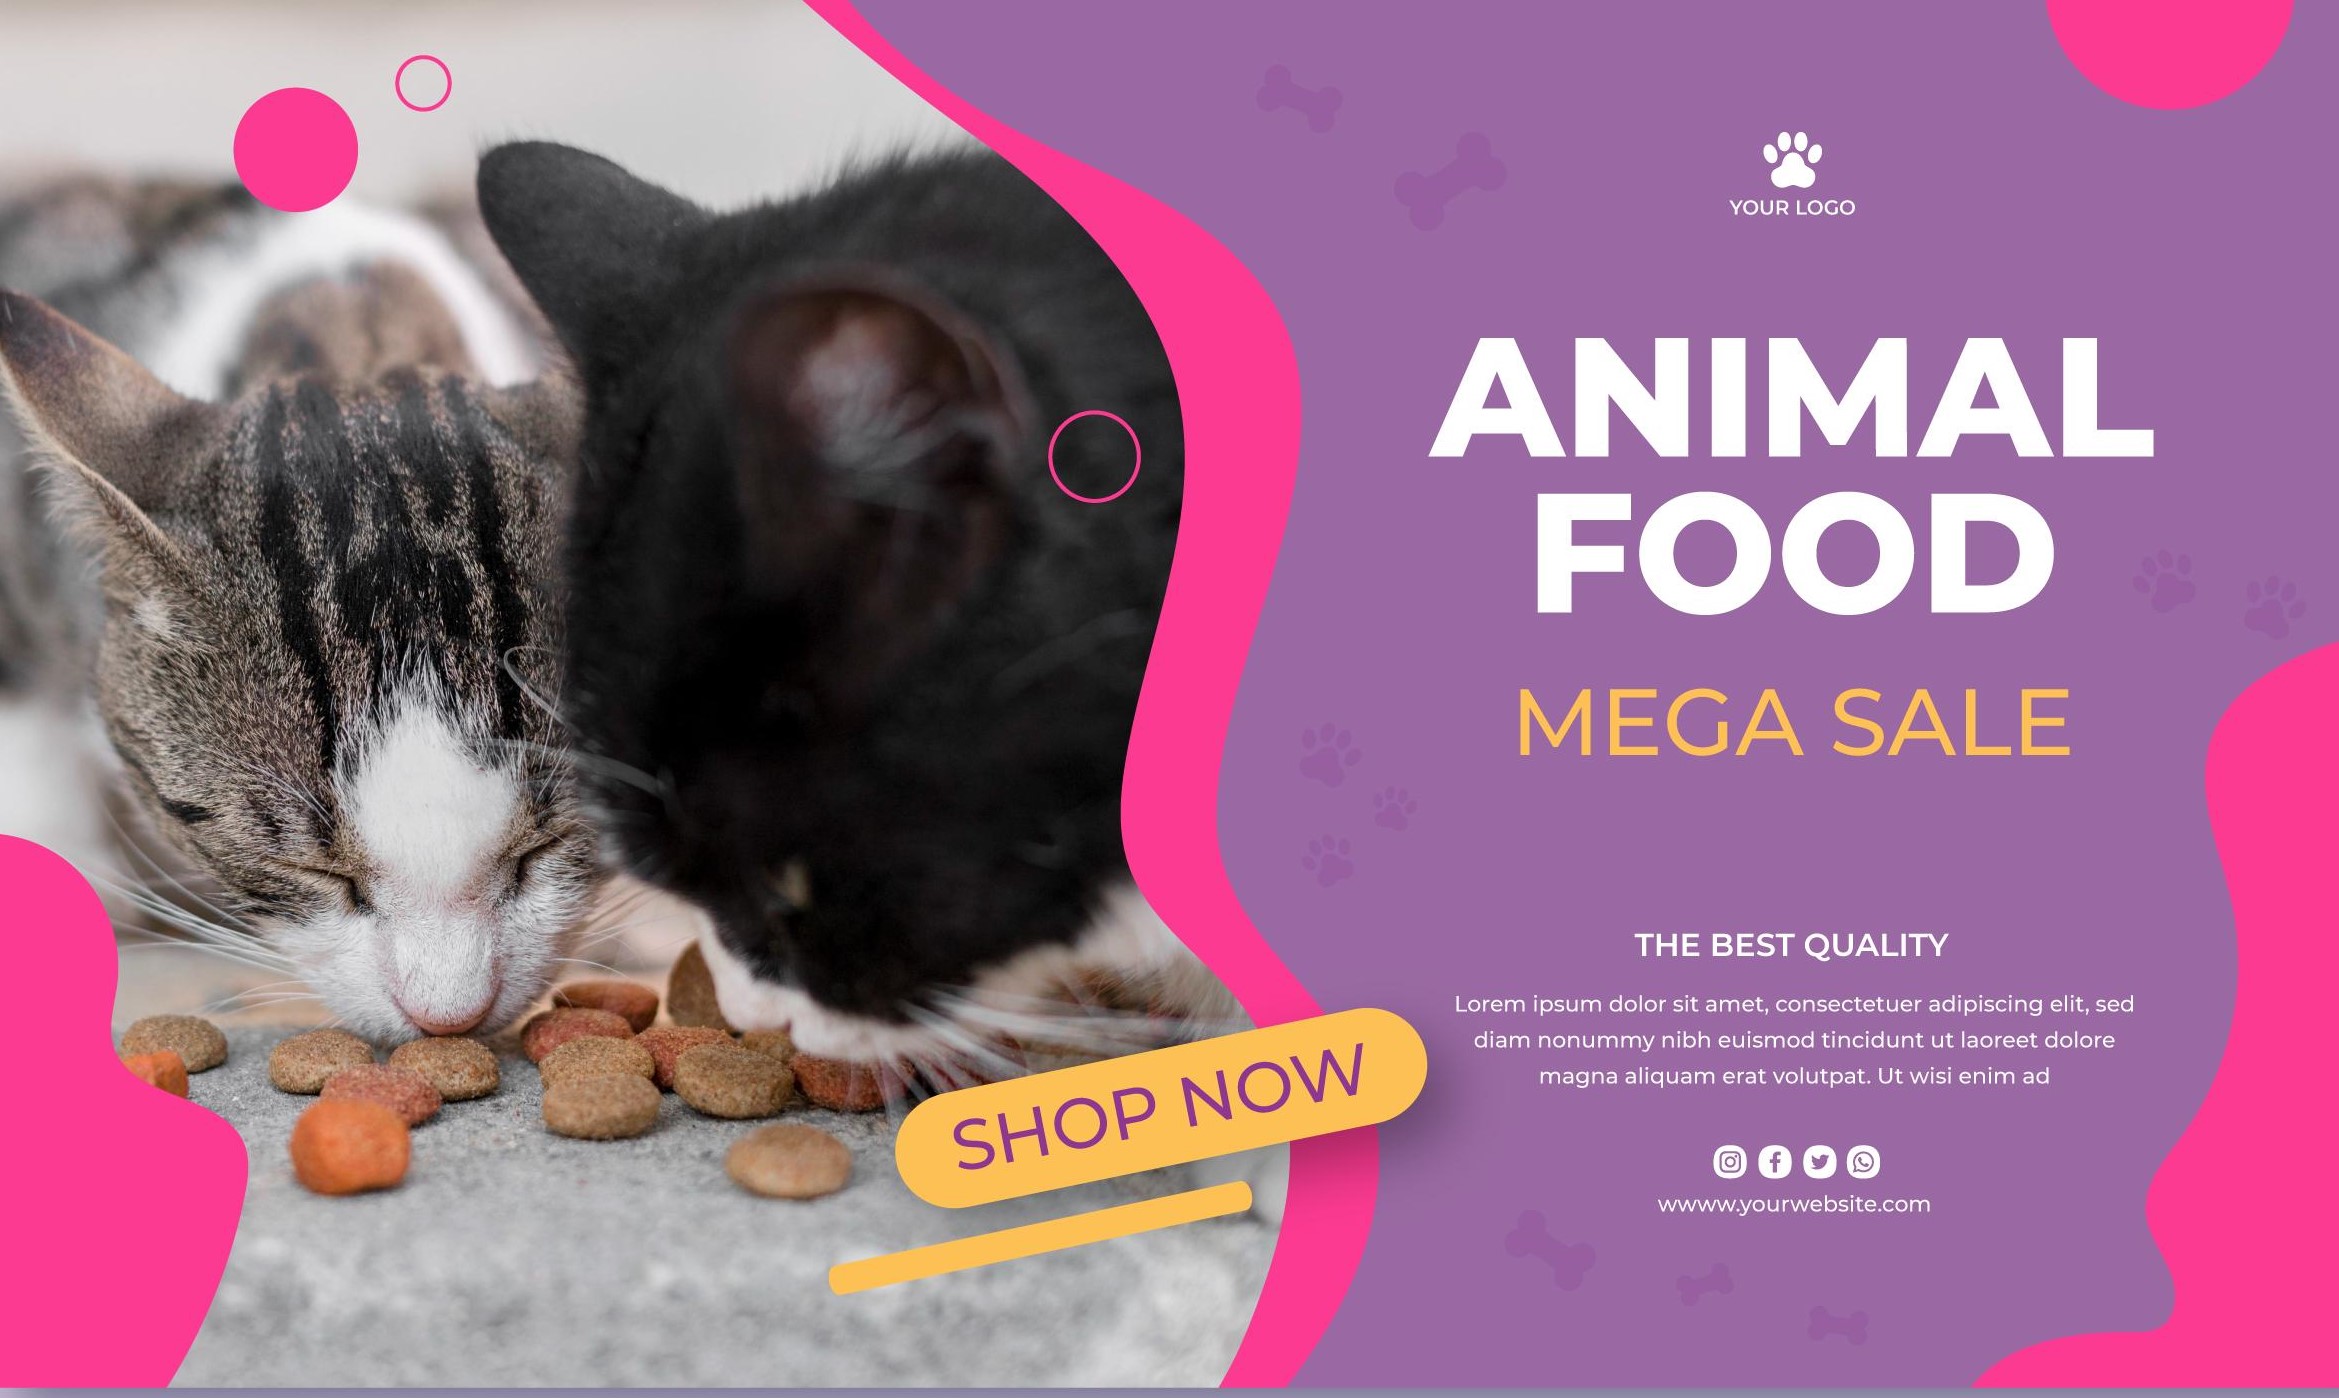 YOUR LOGO
ANIMAL
FOOD
MEGA SALE
THE BEST QUALITY
Lorem ipsum dolor sit amet, consectetuer adipiscing elit, sed
diam nonummy nibh euismod tincidunt ut laoreet dolore
magna aliquam erat volutpat. Ut wisi enim ad
SHOP NOW
wwww.yourwebsite.com